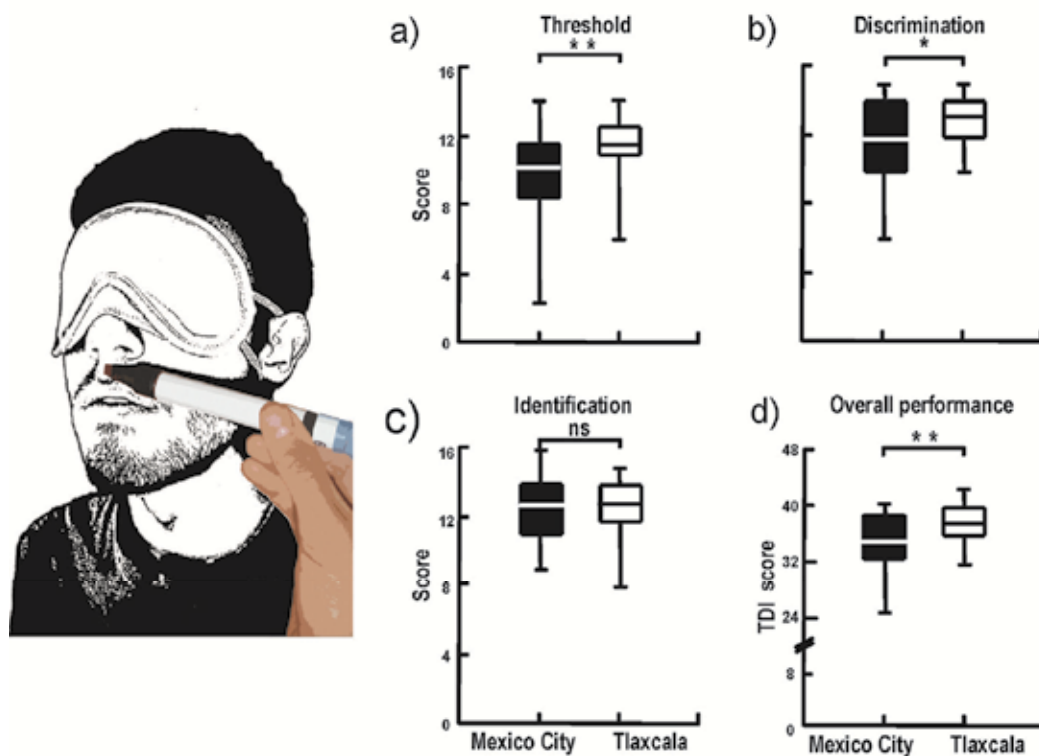 a) Threshold
**
16
12
8
4
0
Score
b) Discrimination
*
c) Identification
ns
16
12
8
4
0
Score
Mexico City Tlaxcala
d) Overall performance
**
48
40
32
24
8
0
TDI score
Mexico City Tlaxcala